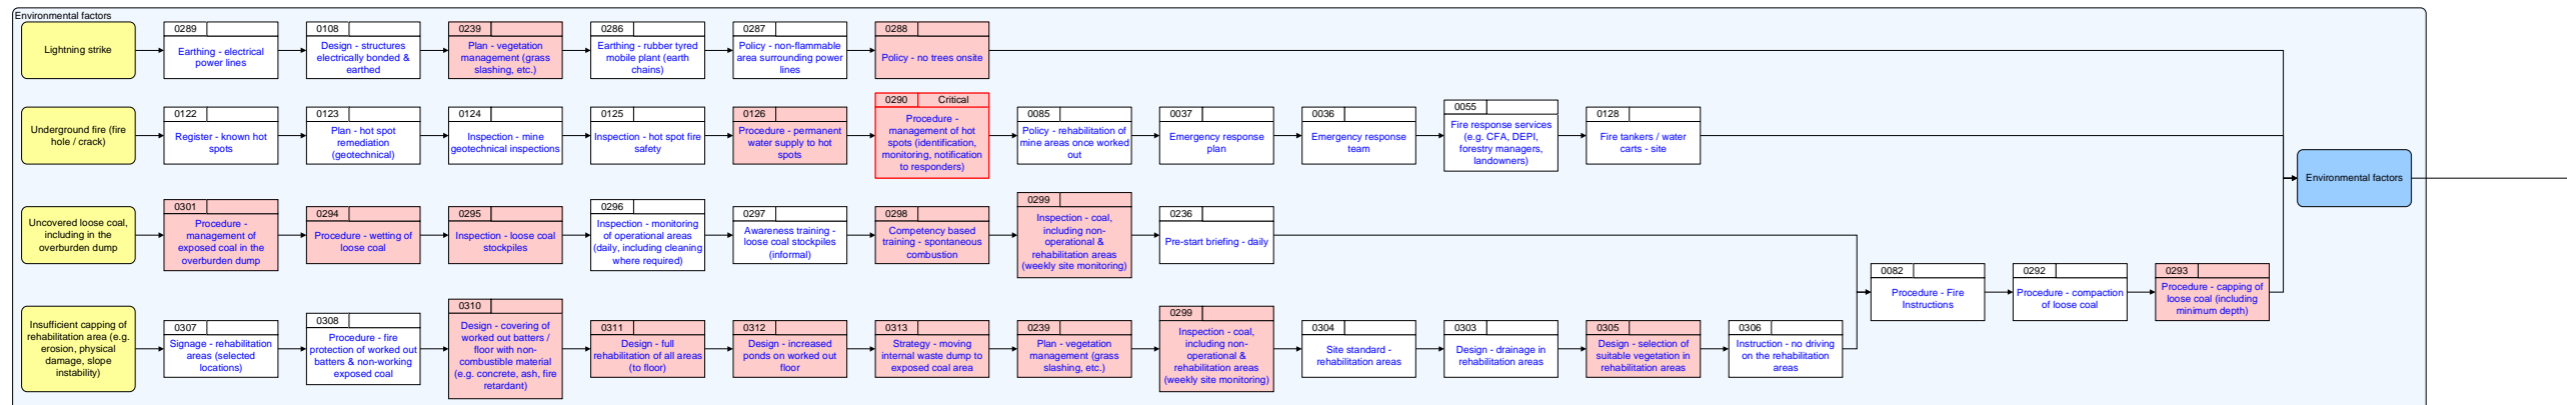 Environmental factors
Lightning strike
0289
Earthing - electrical
power lines
0108
Design - structures
electrically bonded &
earthed
0239
Plan - vegetation
management (grass
slashing, etc.)
0286
Earthing - rubber tyred
mobile plant (earth
chains)
0287
Policy - non-flammable
area surrounding power
lines
0288
Policy - no trees onsite
Underground fire (fire
hole / crack)
0122
Register - known hot
spots
0123
Plan - hot spot
remediation
(geotechnical)
0124
Inspection - mine
geotechnical inspections
0125
Inspection - hot spot fire
safety
0126
Procedure - permanent
water supply to hot
spots
0290 Critical
Procedure -
management of hot
spots (identification,
monitoring, notification
to responders)
0085
Policy - rehabilitation of
mine areas once worked
out
0037
Emergency response
plan
0036
Emergency response
team
0055
Fire response services
(e.g. CFA, DEPI,
forestry managers,
landowners)
0128
Fire tankers / water
carts - site
Environmental factors
Uncovered loose coal,
including in the
overburden dump
0301
Procedure -
management of
exposed coal in the
overburden dump
0294
Procedure - wetting of
loose coal
0295
Inspection - loose coal
stockpiles
0296
Inspection - monitoring
of operational areas
(daily, including cleaning
where required)
0297
Awareness training -
loose coal stockpiles
(informal)
0298
Competency based
training - spontaneous
combustion
0299
Inspection - coal,
including non-
operational &
rehabilitation areas
(weekly site monitoring)
0236
Pre-start briefing - daily
0082
Procedure - Fire
Instructions
0292
Procedure - compaction
of loose coal
0293
Procedure - capping of
loose coal (including
minimum depth)
Insufficient capping of
rehabilitation area (e.g.
erosion, physical
damage, slope
instability)
0307
Signage - rehabilitation
areas (selected
locations)
0308
Procedure - fire
protection of worked out
batters & non-working
exposed coal
0310
Design - covering of
worked out batters /
floor with non-
combustible material
(e.g. concrete, ash, fire
retardant)
0311
Design - full
rehabilitation of all areas
(to floor)
0312
Design - increased
ponds on worked out
floor
0313
Strategy - moving
internal waste dump to
exposed coal area
0239
Plan - vegetation
management (grass
slashing, etc.)
0299
Inspection - coal,
including non-
operational &
rehabilitation areas
(weekly site monitoring)
0304
Site standard -
rehabilitation areas
0303
Design - drainage in
rehabilitation areas
0305
Design - selection of
suitable vegetation in
rehabilitation areas
0306
Instruction - no driving
on the rehabilitation
areas